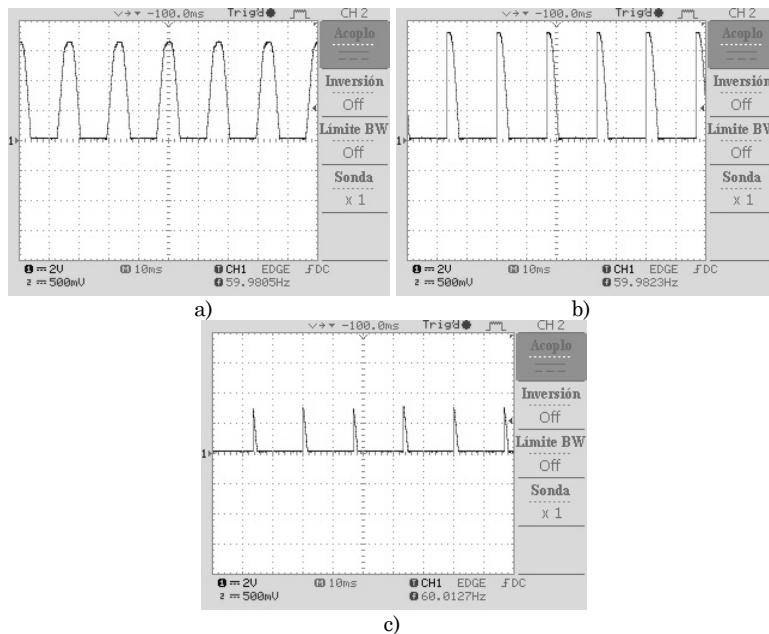 -100.0ms Trig'd CH 2
Acoplo
Inversión
Off
Límite BW
Off
Sonda
x 1
1
1 2V M 10ms T CH1 EDGE DC
2 500mV f 59.9805Hz
a)
-100.0ms Trig'd CH 2
Acoplo
Inversión
Off
Límite BW
Off
Sonda
x 1
1
1 2V M 10ms T CH1 EDGE DC
2 500mV f 59.9823Hz
b)
-100.0ms Trig'd CH 2
Acoplo
Inversión
Off
Límite BW
Off
Sonda
x 1
1
1 2V M 10ms T CH1 EDGE DC
2 500mV f 60.0127Hz
c)